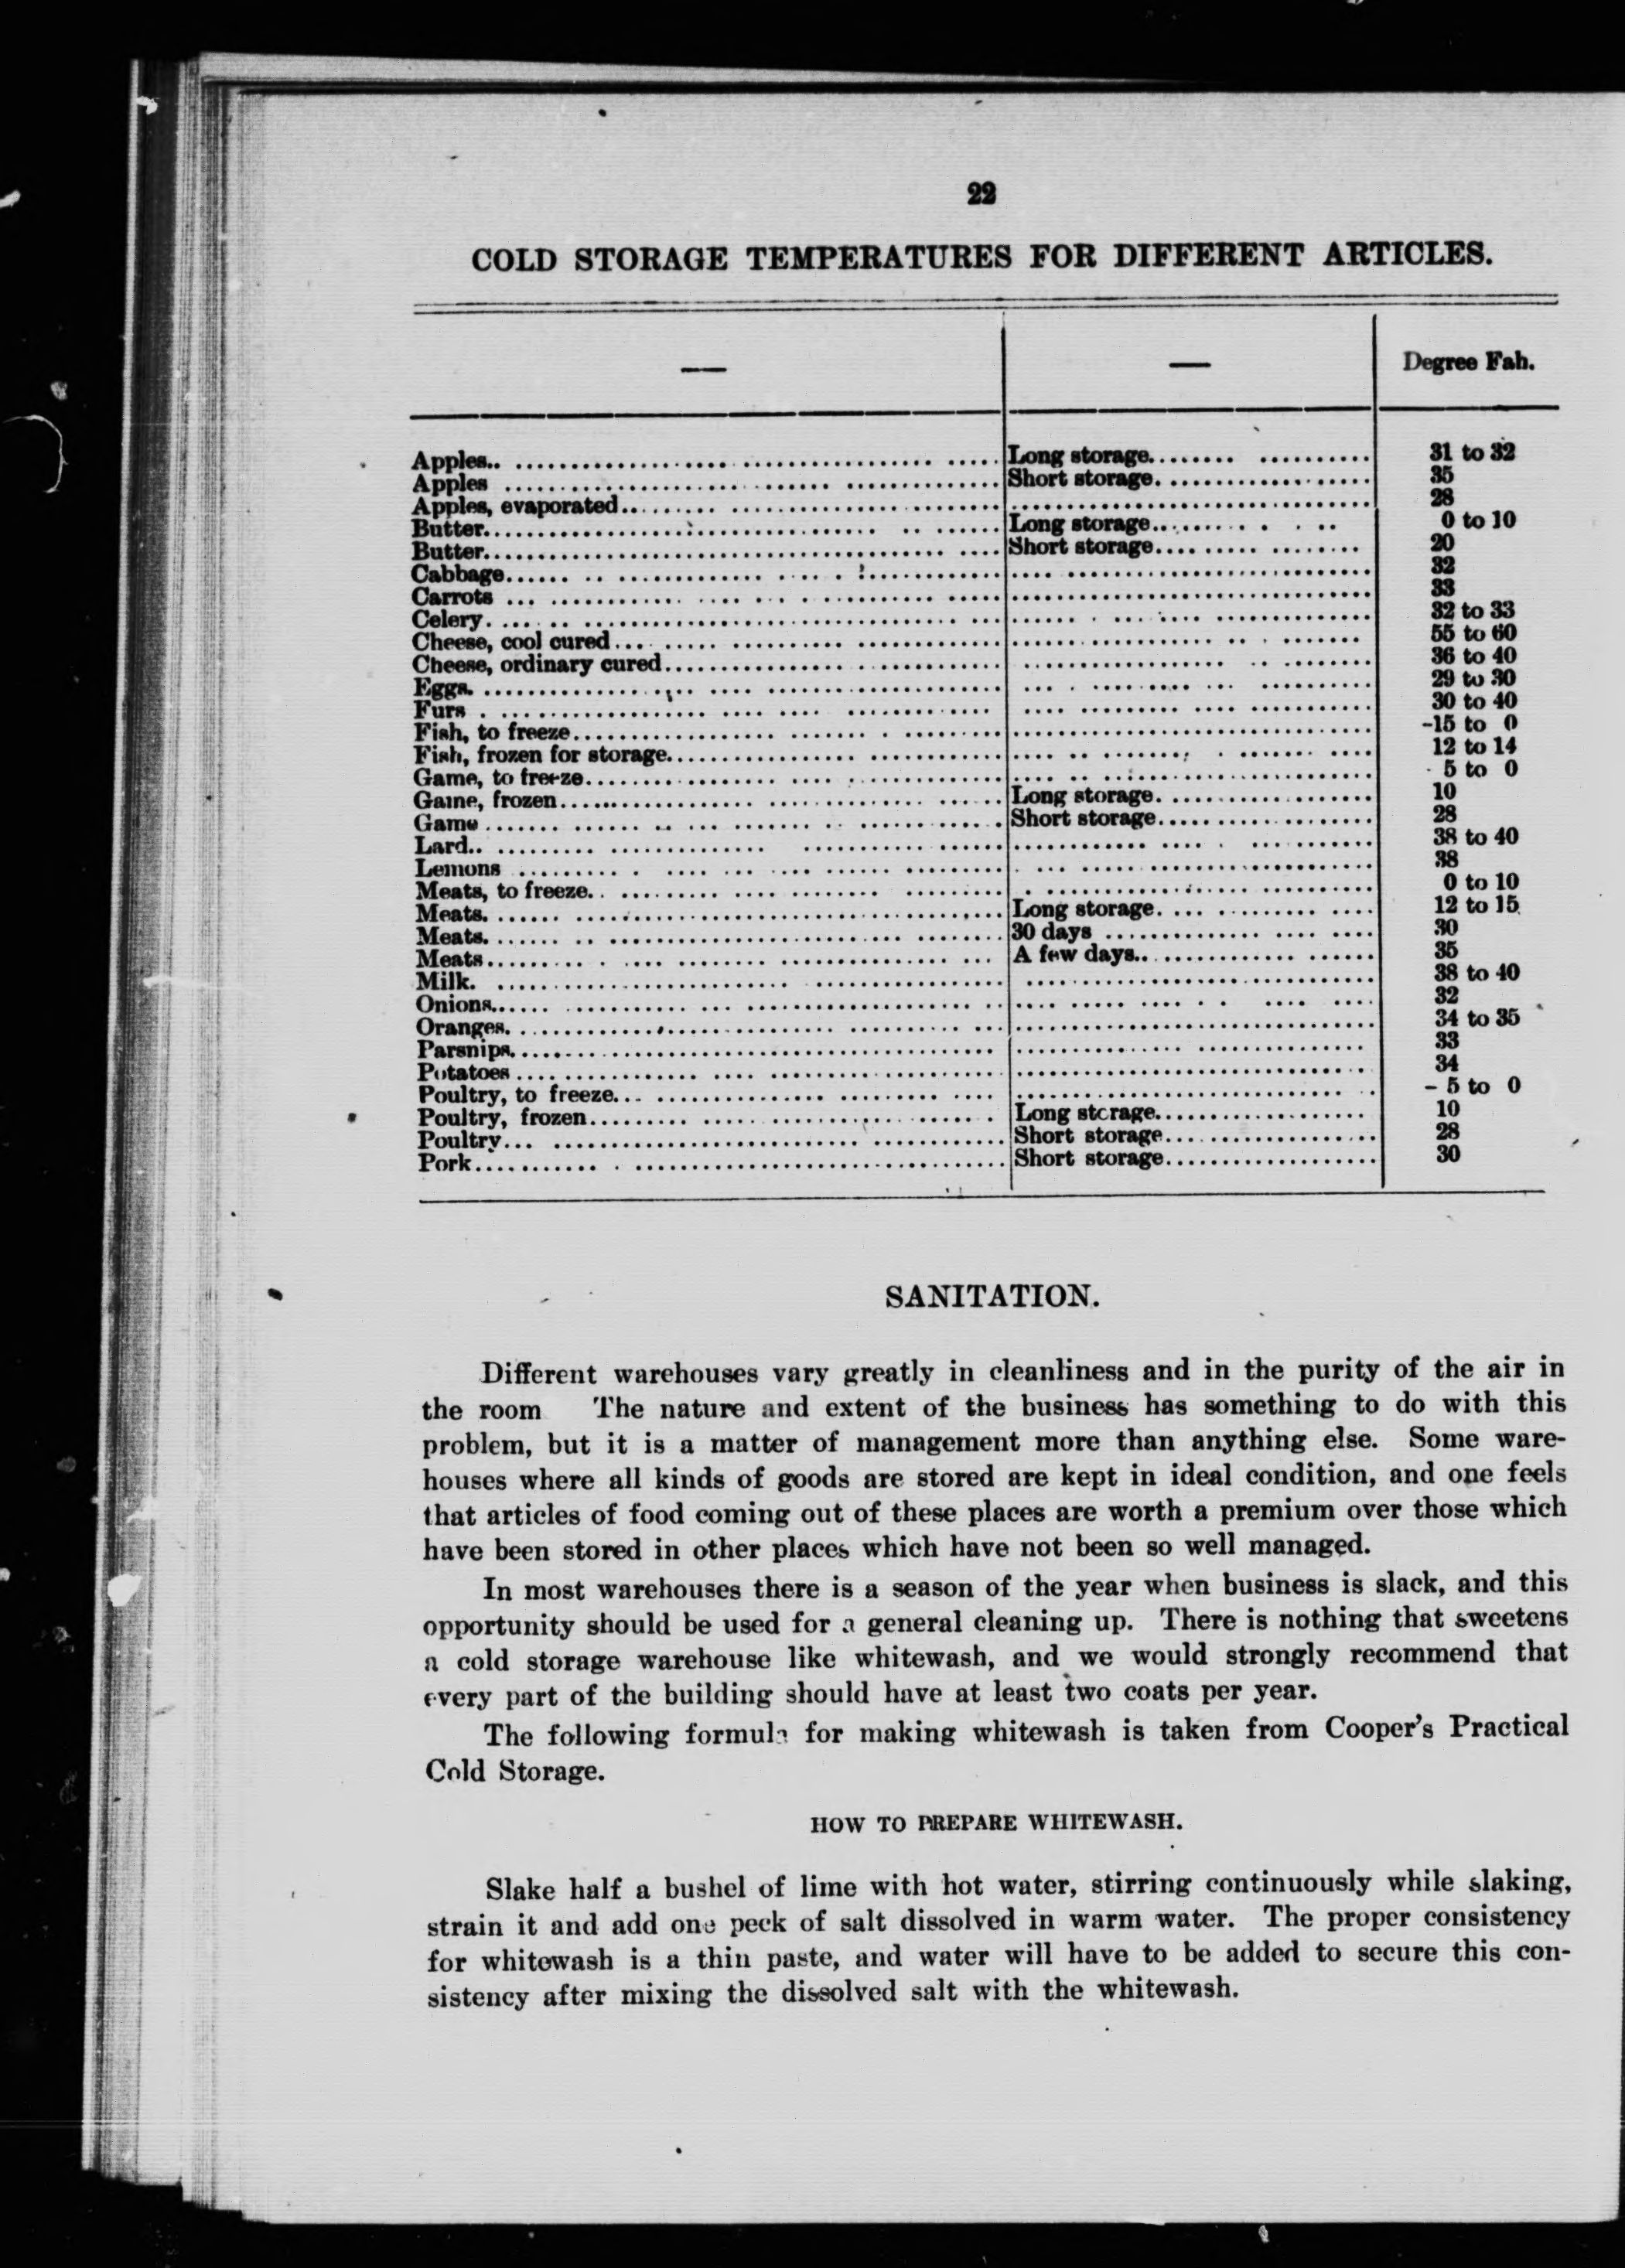 22
COLD STORAGE TEMPERATURES FOR DIFFERENT ARTICLES.
— — Degree Fah.
Apples Long storage 31 to 32
Apples Short storage 35
Apples, evaporated 28
Butter Long storage 0 to 10
Butter Short storage 20
Cabbage 32
Carrots 33
Celery 32 to 33
Cheese, cool cured 55 to 60
Cheese, ordinary cured 36 to 40
Eggs 29 to 30
Furs 30 to 40
Fish, to freeze -15 to 0
Fish, frozen for storage 12 to 14
Game, to freeze 5 to 0
Game, frozen Long storage 10
Game Short storage 28
Lard 38 to 40
Lemons 38
Meats, to freeze 0 to 10
Meats Long storage 12 to 15
Meats 30 days 30
Meats A few days 35
Milk 38 to 40
Onions 32
Oranges 34 to 35
Parsnips 33
Potatoes 34
Poultry, to freeze - 5 to 0
Poultry, frozen Long storage 10
Poultry Short storage 28
Pork Short storage 30
SANITATION.
Different warehouses vary greatly in cleanliness and in the purity of the air in
the room The nature and extent of the business has something to do with this
problem, but it is a matter of management more than anything else. Some ware-
houses where all kinds of goods are stored are kept in ideal condition, and one feels
that articles of food coming out of these places are worth a premium over those which
have been stored in other places which have not been so well managed.
In most warehouses there is a season of the year when business is slack, and this
opportunity should be used for a general cleaning up. There is nothing that sweetens
a cold storage warehouse like whitewash, and we would strongly recommend that
every part of the building should have at least two coats per year.
The following formula for making whitewash is taken from Cooper's Practical
Cold Storage.
HOW TO PREPARE WHITEWASH.
Slake half a bushel of lime with hot water, stirring continuously while slaking,
strain it and add one peck of salt dissolved in warm water. The proper consistency
for whitewash is a thin paste, and water will have to be added to secure this con-
sistency after mixing the dissolved salt with the whitewash.